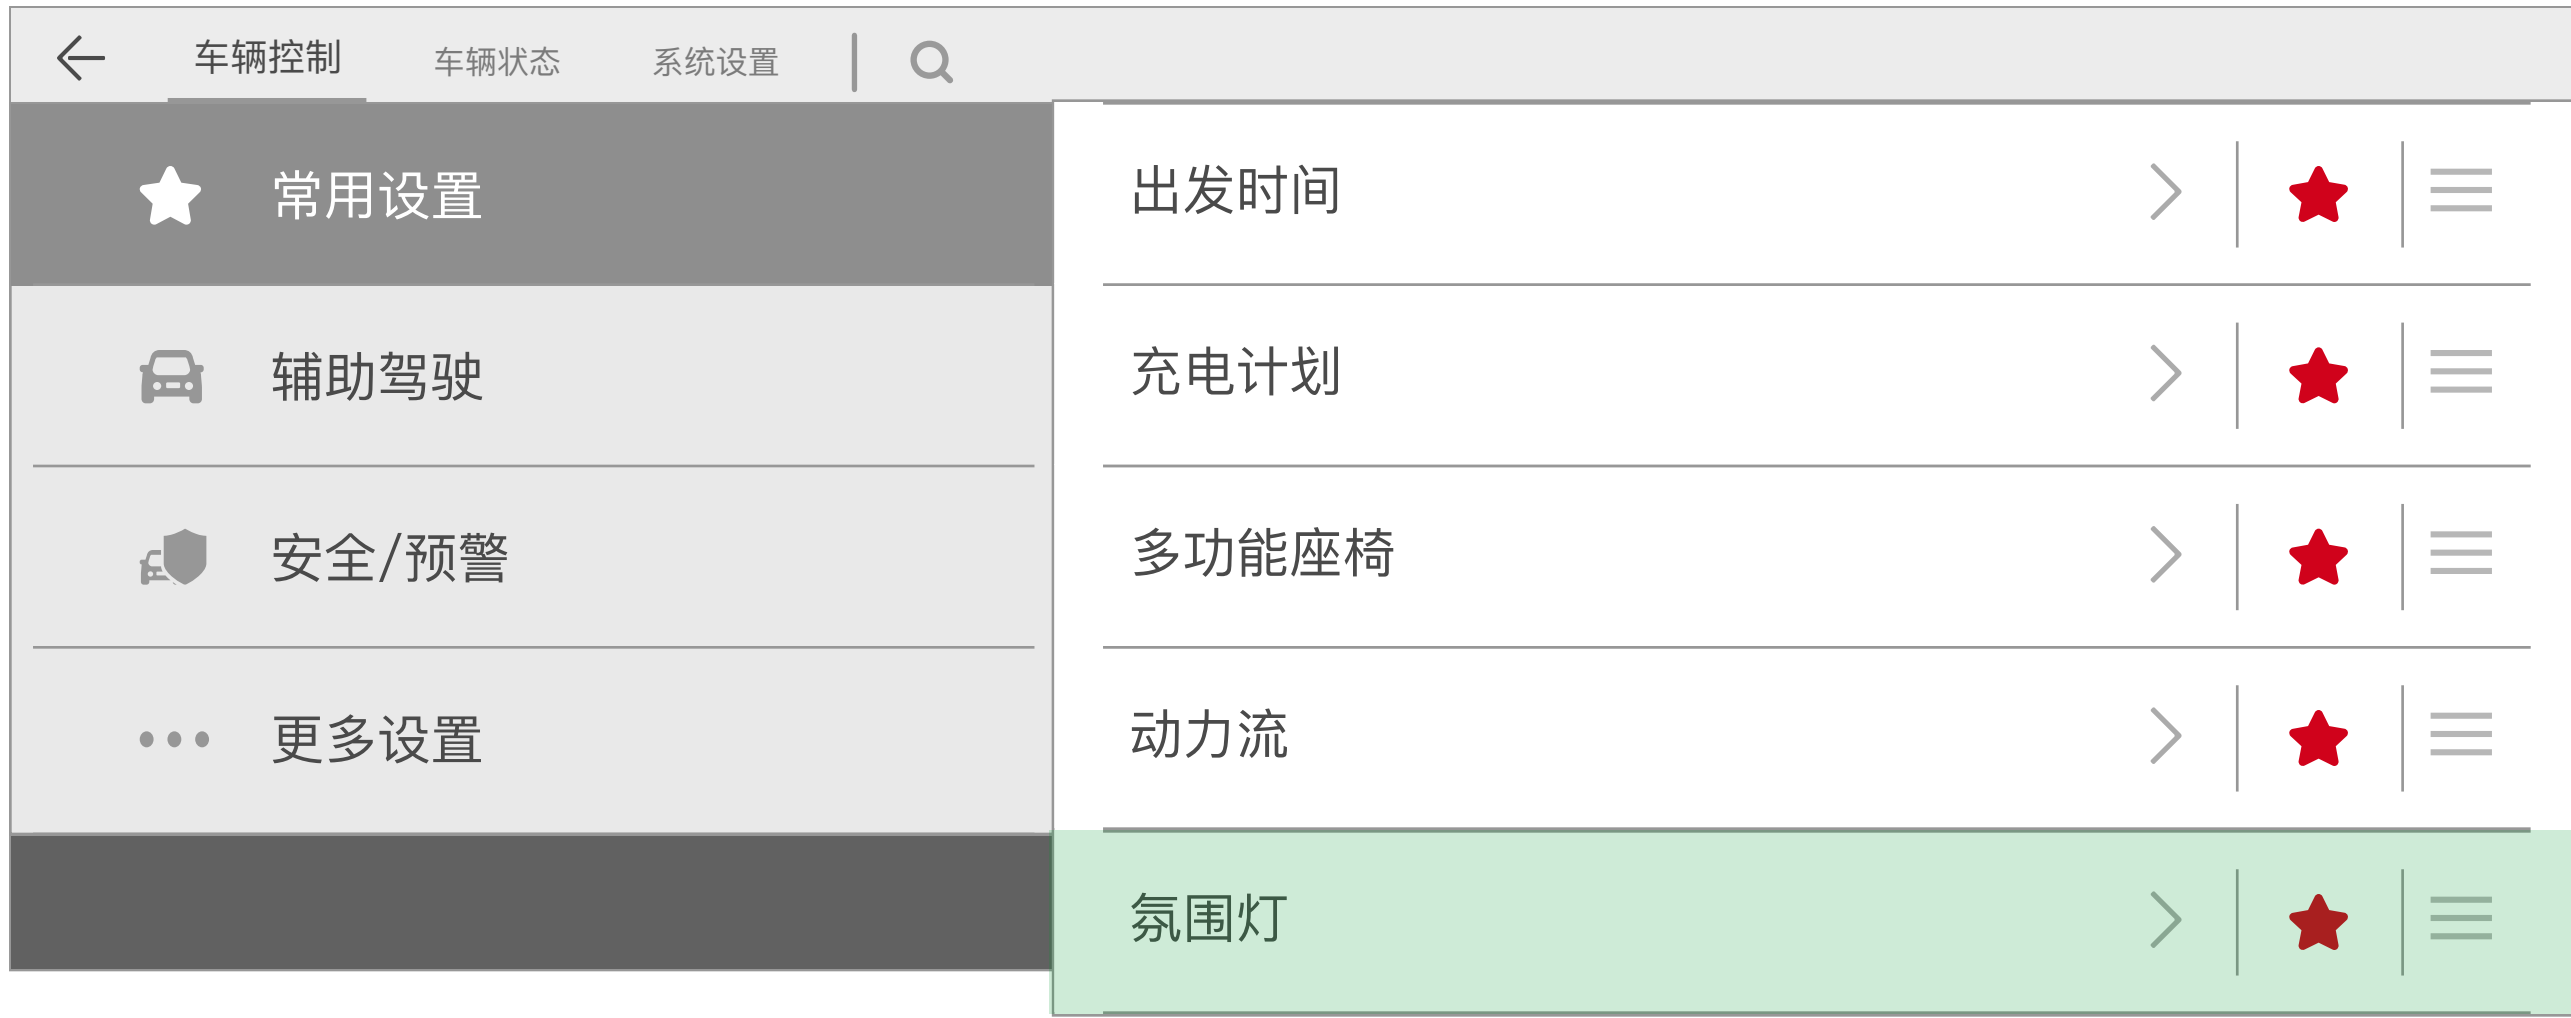 车辆控制 车辆状态 系统设置
常用设置
辅助驾驶
安全/预警
更多设置
出发时间
充电计划
多功能座椅
动力流
氛围灯